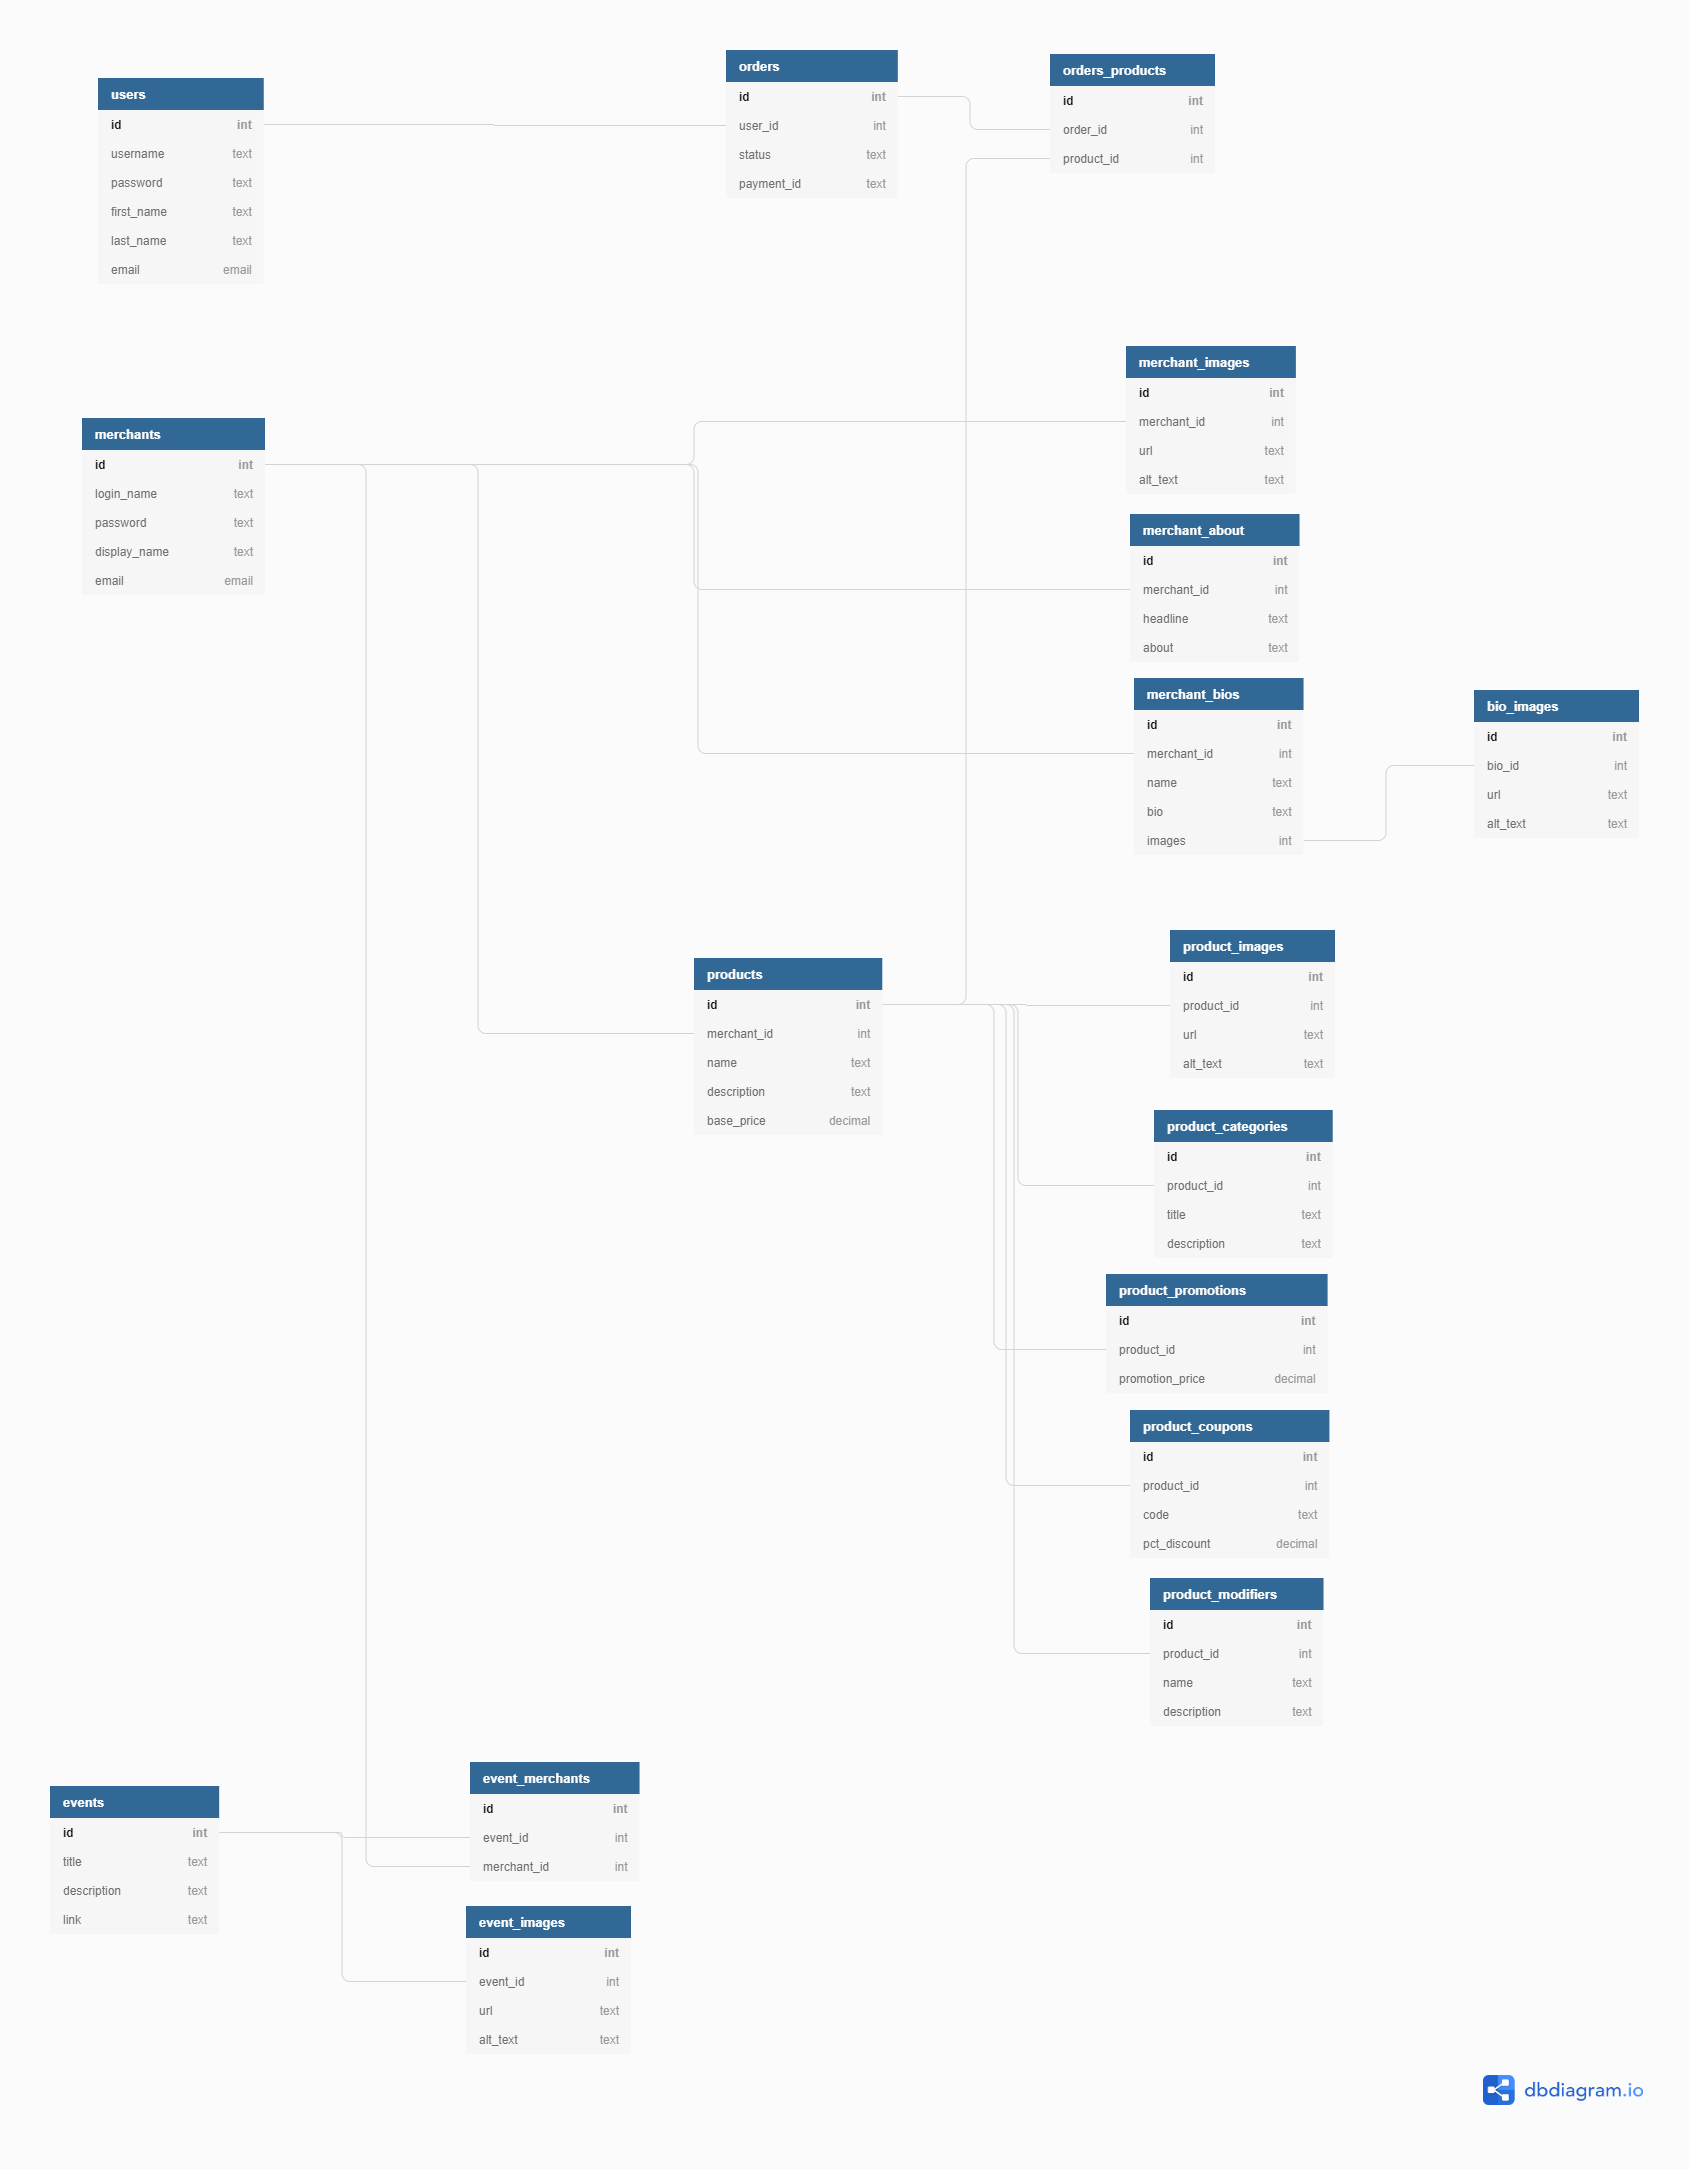 users
id int
username text
password text
first_name text
last_name text
email email
orders
id int
user_id int
status text
payment_id text
orders_products
id int
order_id int
product_id int
merchants
id int
login_name text
password text
display_name text
email email
merchant_images
id int
merchant_id int
url text
alt_text text
merchant_about
id int
merchant_id int
headline text
about text
merchant_bios
id int
merchant_id int
name text
bio text
images int
bio_images
id int
bio_id int
url text
alt_text text
products
id int
merchant_id int
name text
description text
base_price decimal
product_images
id int
product_id int
url text
alt_text text
product_categories
id int
product_id int
title text
description text
product_promotions
id int
product_id int
promotion_price decimal
product_coupons
id int
product_id int
code text
pct_discount decimal
product_modifiers
id int
product_id int
name text
description text
events
id int
title text
description text
link text
event_merchants
id int
event_id int
merchant_id int
event_images
id int
event_id int
url text
alt_text text
dbdiagram.io